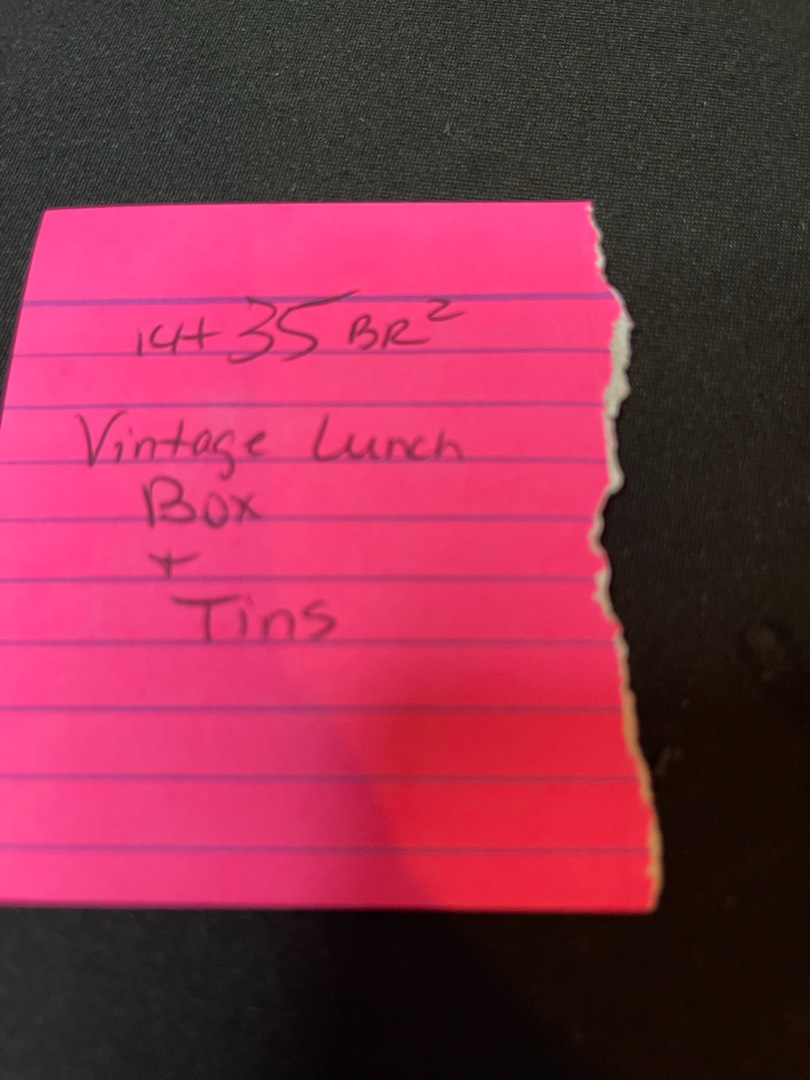 14+ 35 BR²
Vintage Lunch
Box
+
Tins